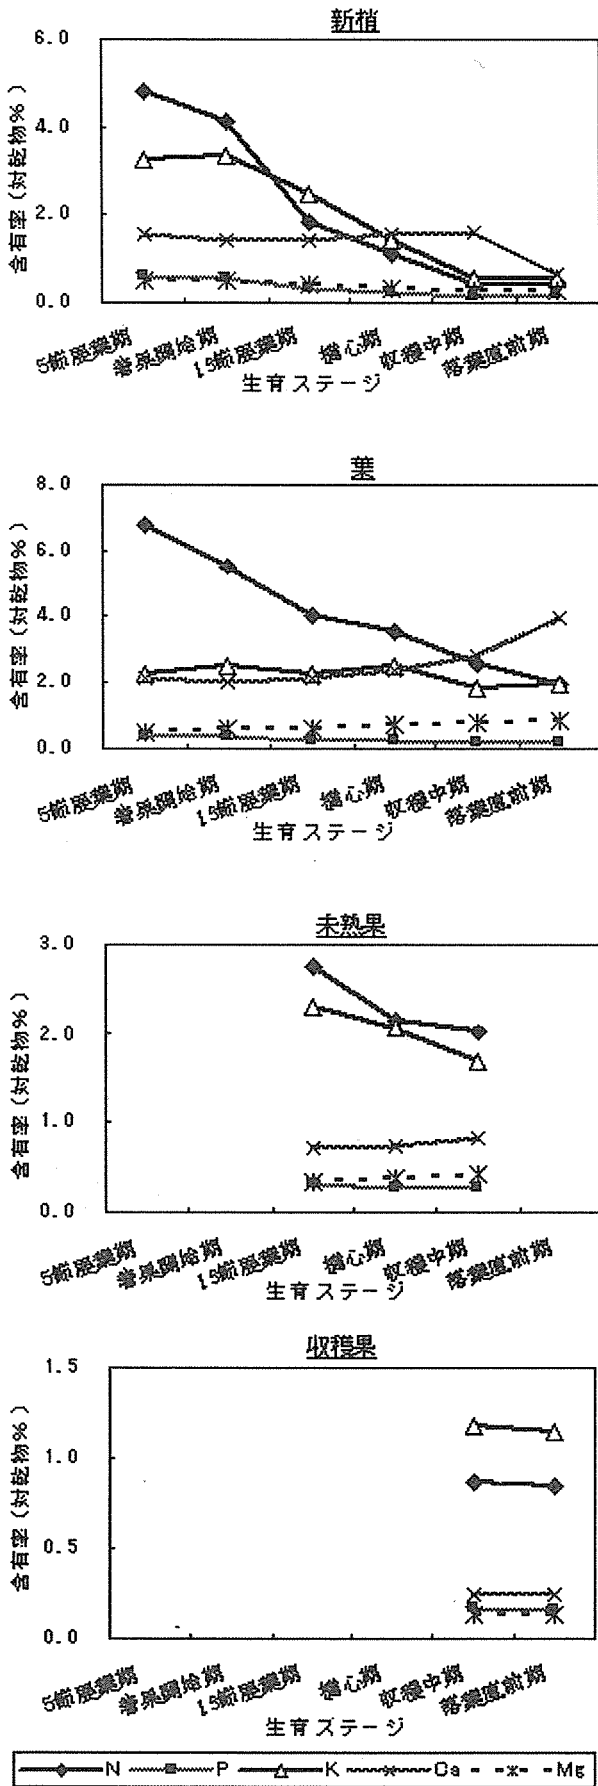 新梢
6.0
4.0
2.0
0.0
含有率(対乾物%)
5節展葉期
着果開始期
15節展葉期
摘心期
収穫中期
落葉直前期
生育ステージ
葉
8.0
6.0
4.0
2.0
0.0
含有率(対乾物%)
5節展葉期
着果開始期
15節展葉期
摘心期
収穫中期
落葉直前期
生育ステージ
未熟果
3.0
2.0
1.0
0.0
含有率(対乾物%)
5節展葉期
着果開始期
15節展葉期
摘心期
収穫中期
落葉直前期
生育ステージ
収穫果
1.5
1.0
0.5
0.0
含有率(対乾物%)
5節展葉期
着果開始期
15節展葉期
摘心期
収穫中期
落葉直前期
生育ステージ
N P K Ca Mg